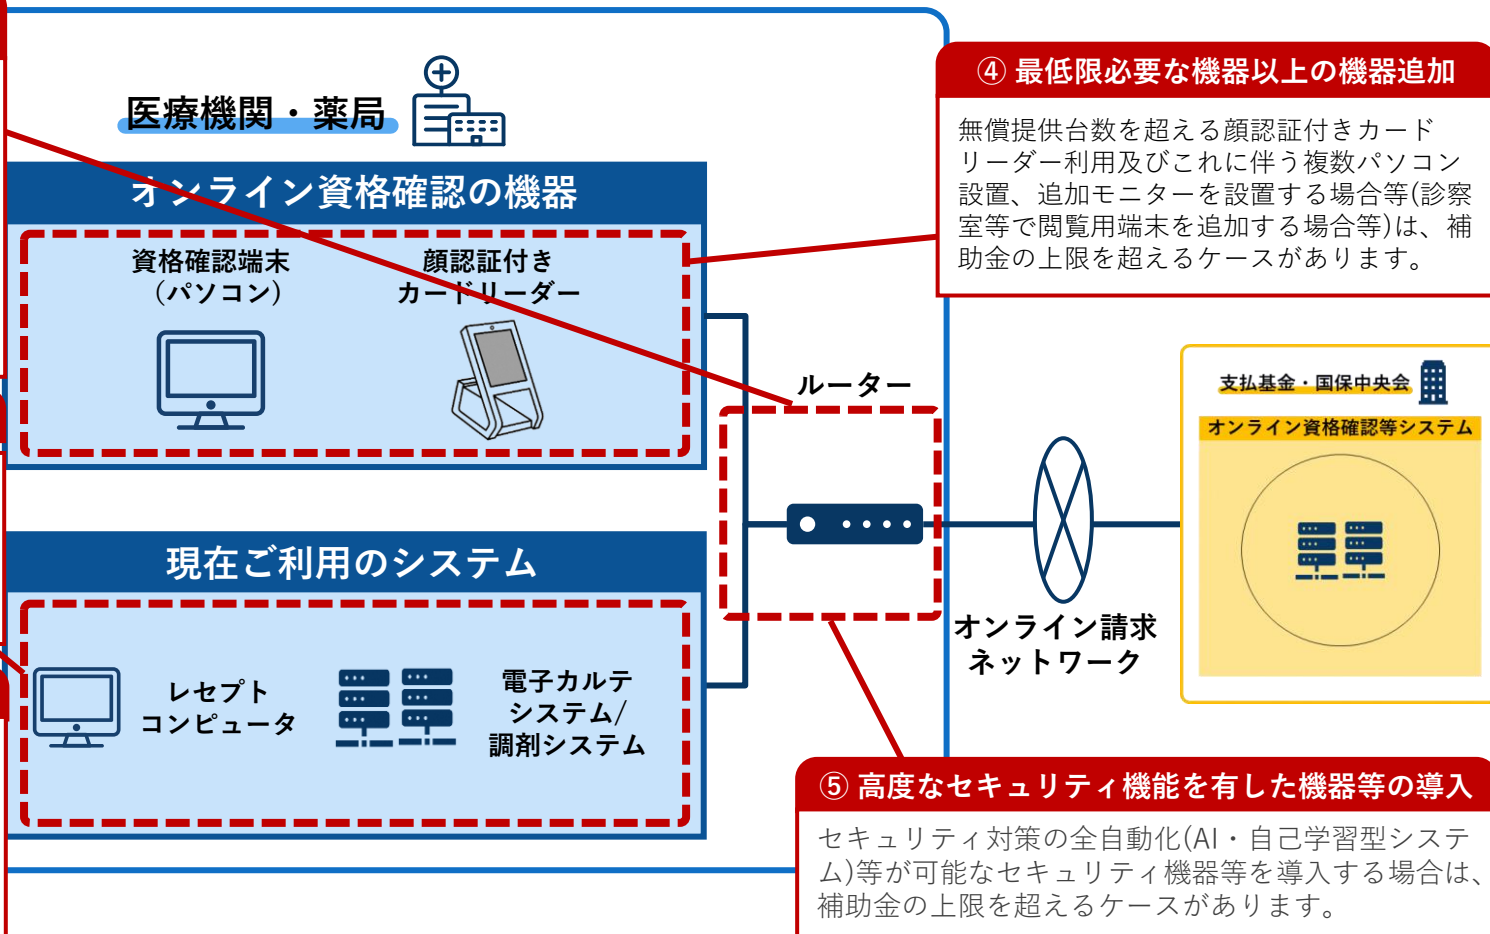 医療機関・薬局
オンライン資格確認の機器
資格確認端末
（パソコン）
顔認証付き
カードリーダー
現在ご利用のシステム
レセプト
コンピュータ
電子カルテ
システム/
調剤システム
ルーター
オンライン請求
ネットワーク
支払基金・国保中央会
オンライン資格確認等システム
④ 最低限必要な機器以上の機器追加
無償提供台数を超える顔認証付きカード
リーダー利用及びこれに伴う複数パソコン
設置、追加モニターを設置する場合等(診察
室等で閲覧用端末を追加する場合等)は、補
助金の上限を超えるケースがあります。
⑤ 高度なセキュリティ機能を有した機器等の導入
セキュリティ対策の全自動化(AI・自己学習型システ
ム)等が可能なセキュリティ機器等を導入する場合は、
補助金の上限を超えるケースがあります。